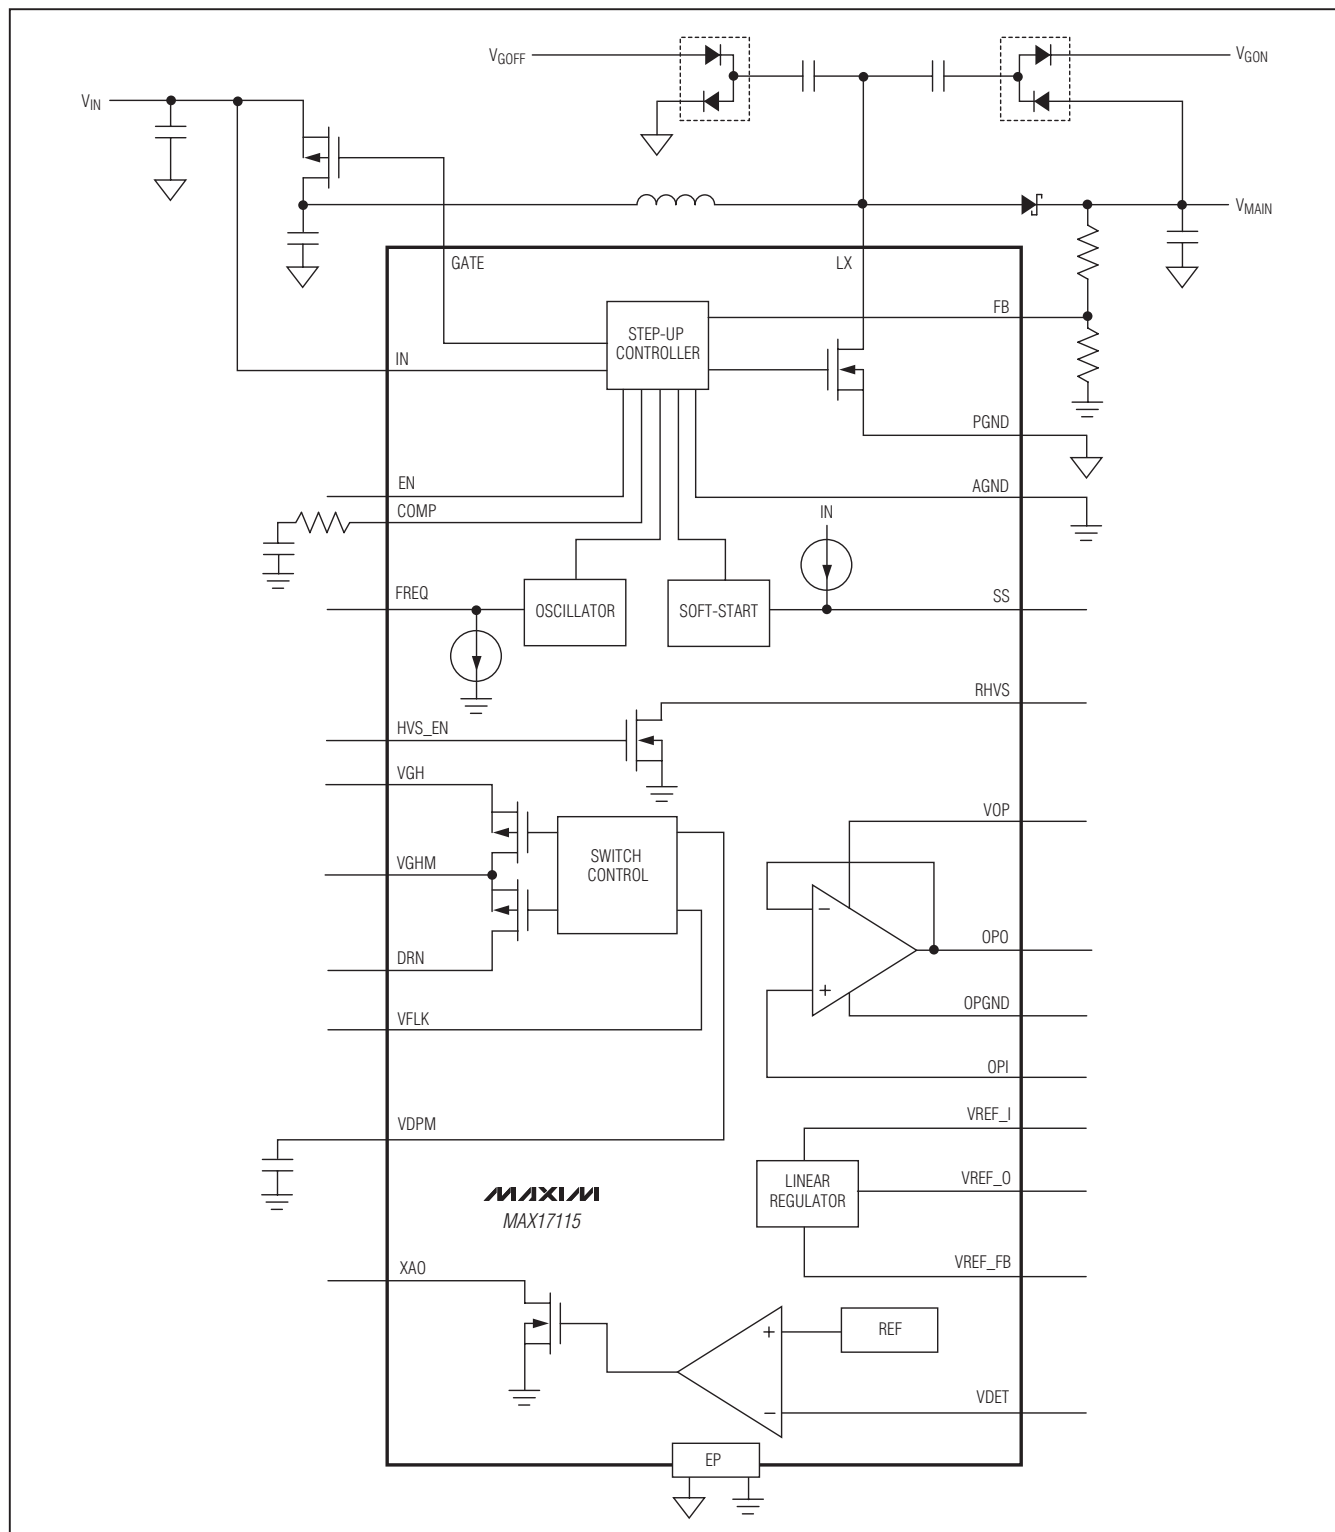 VGOFF
VGON
VIN
VMAIN
GATE
LX
FB
STEP-UP
CONTROLLER
IN
PGND
EN
AGND
COMP
IN
FREQ
OSCILLATOR
SOFT-START
SS
RHVS
HVS_EN
VGH
VOP
SWITCH
CONTROL
VGHM
−
OPO
DRN
+
OPGND
VFLK
OPI
VREF_I
VDPM
LINEAR
REGULATOR
VREF_O
MAXIM
MAX17115
VREF_FB
XAO
+
REF
VDET
−
EP